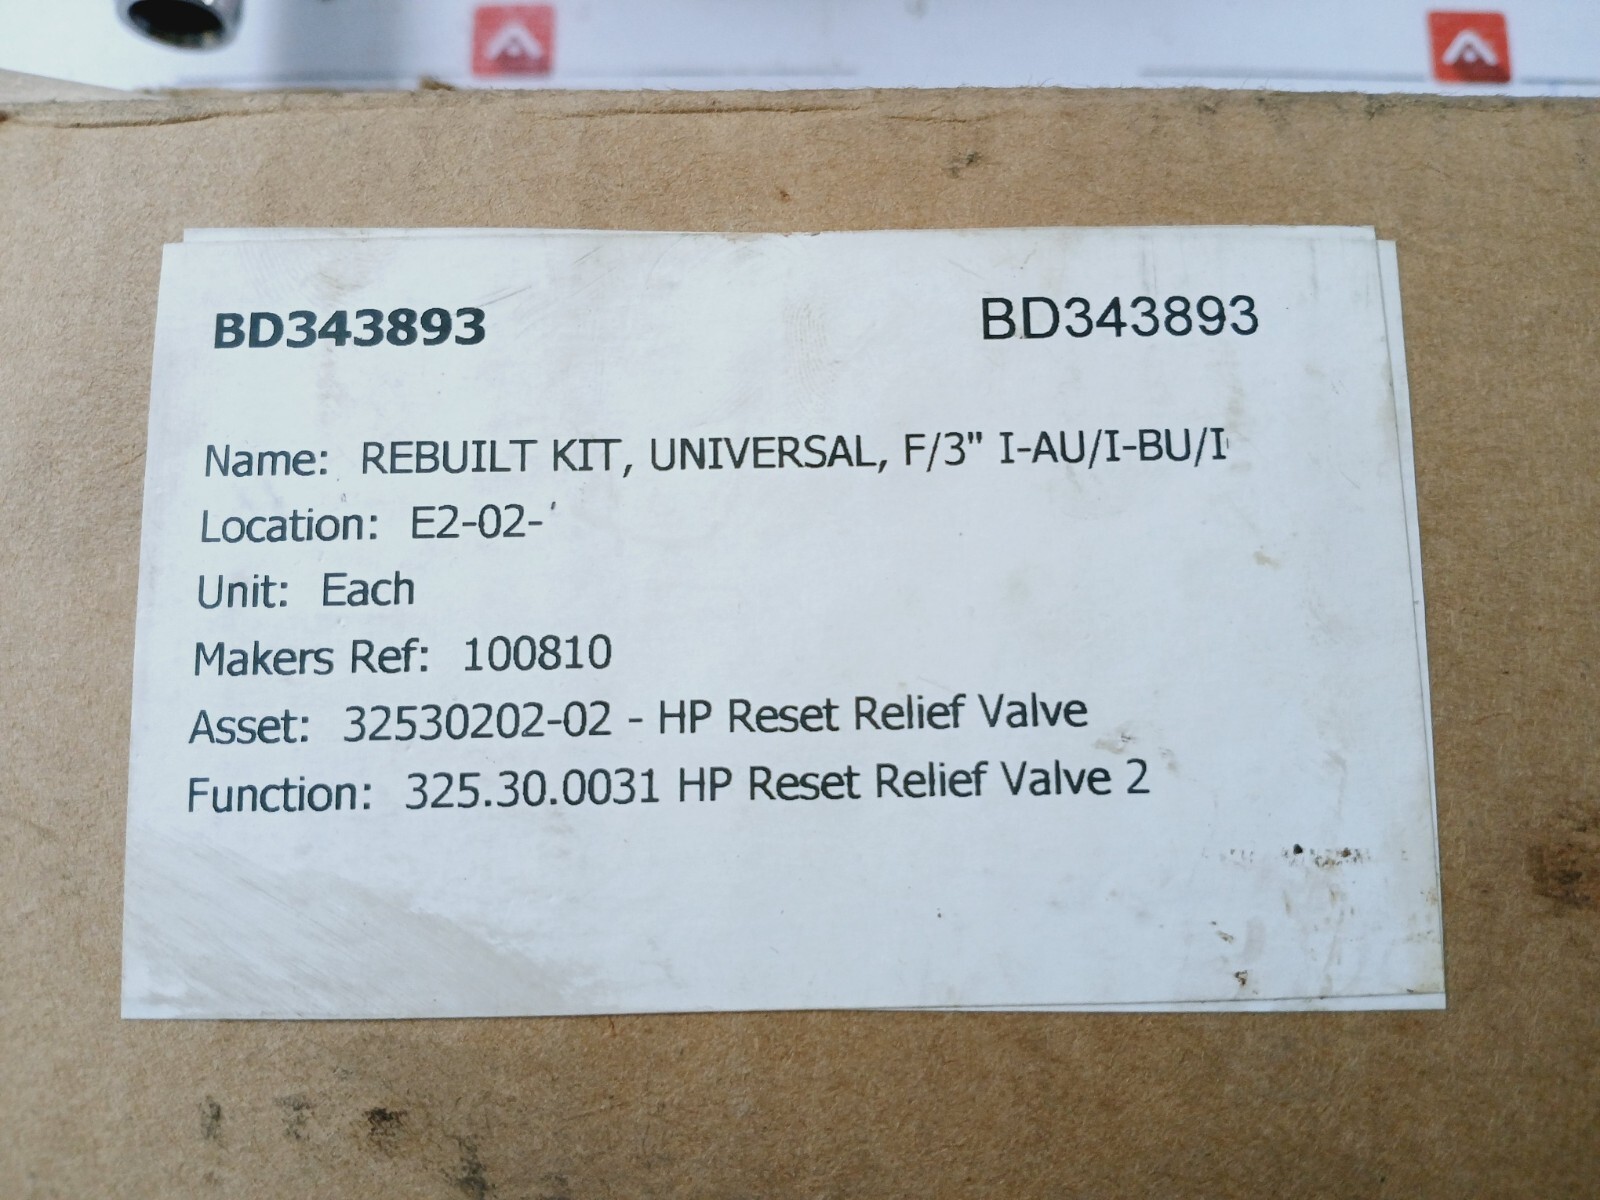 BD343893 BD343893
Name: REBUILT KIT, UNIVERSAL, F/3" I-AU/I-BU/I
Location: E2-02-
Unit: Each
Makers Ref: 100810
Asset: 32530202-02 - HP Reset Relief Valve
Function: 325.30.0031 HP Reset Relief Valve 2